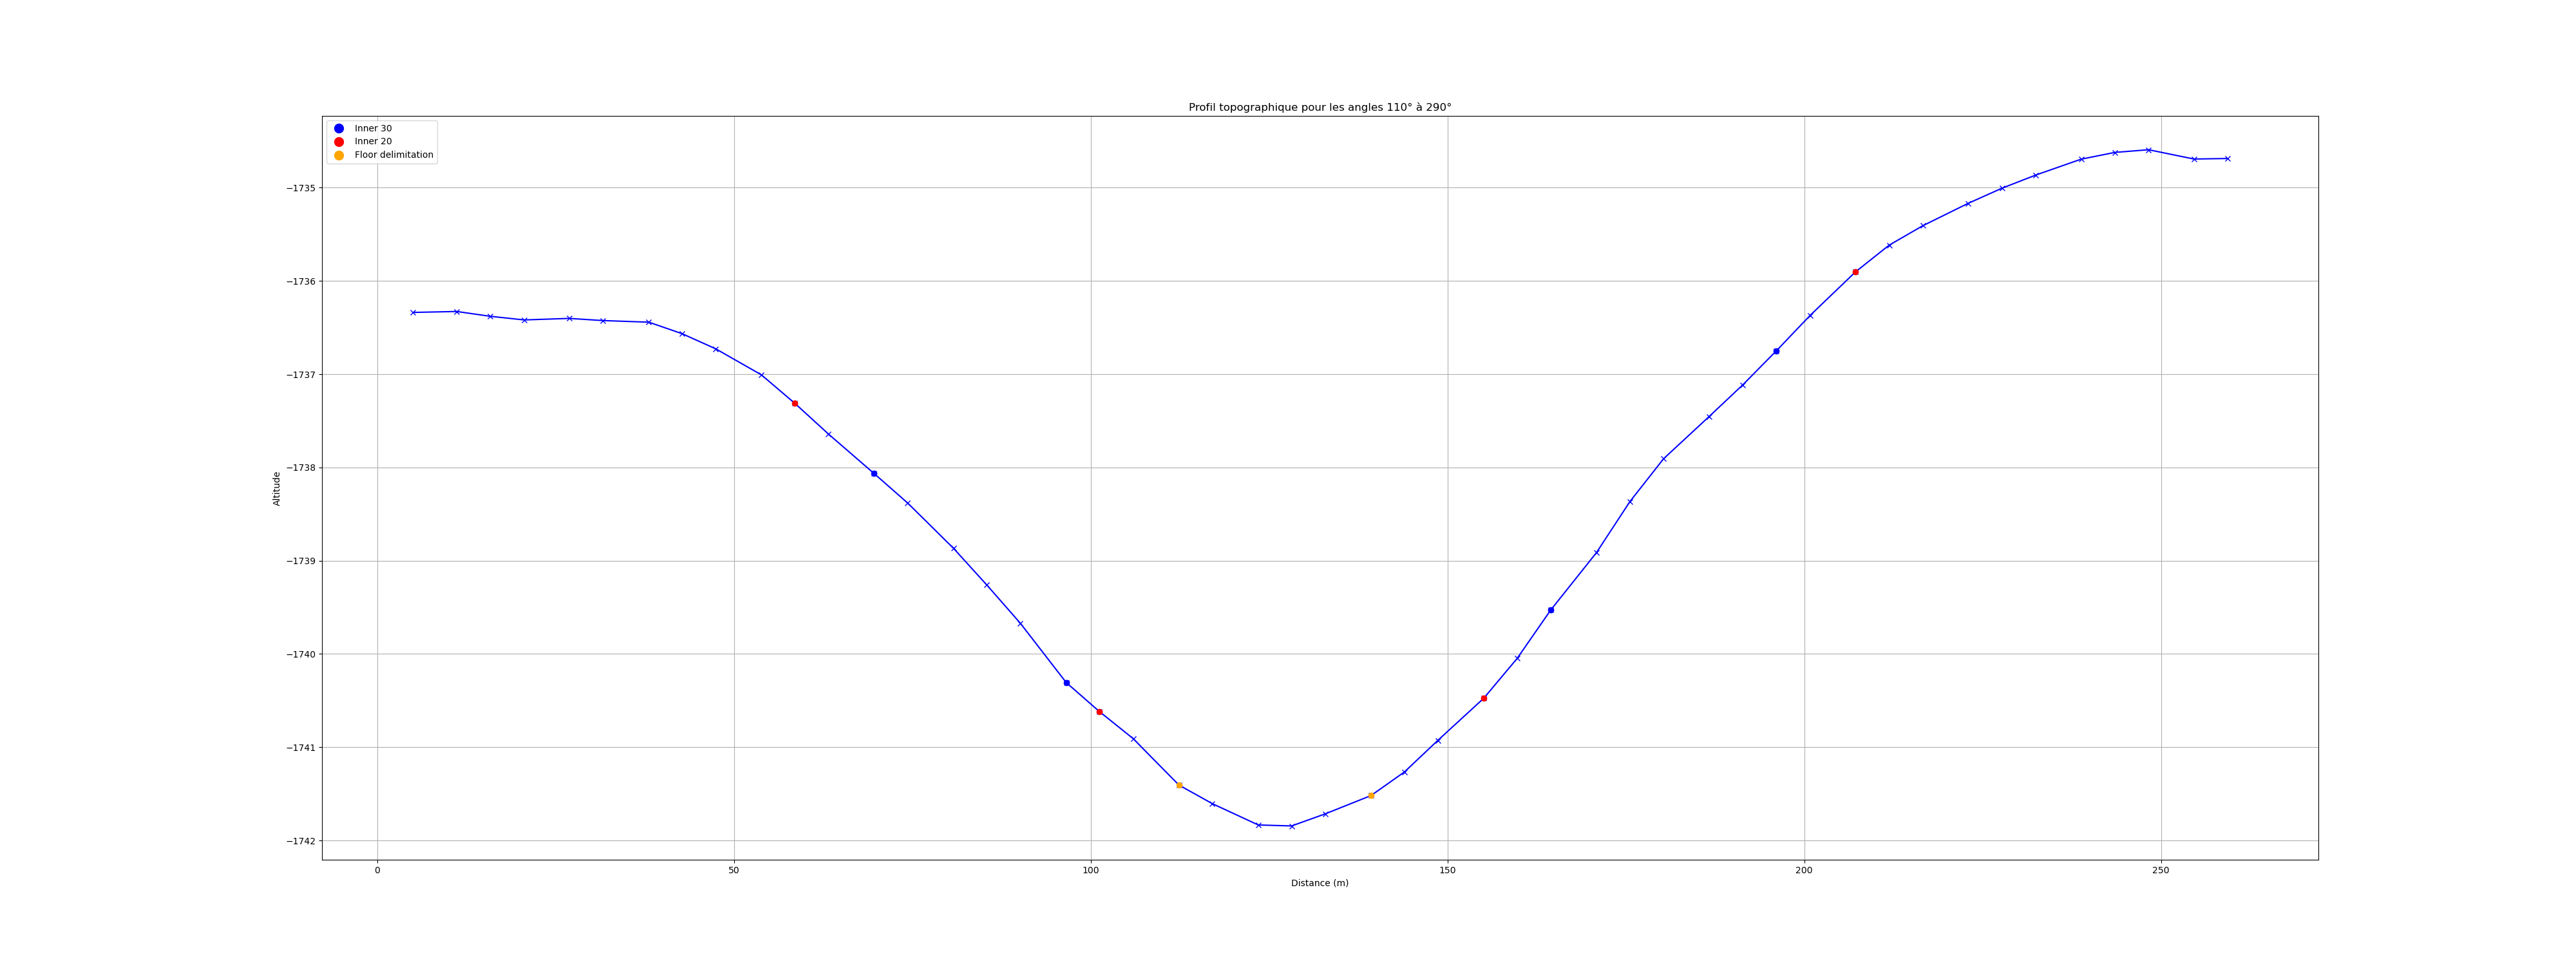 Profil topographique pour les angles 110° à 290°
Inner 30
Inner 20
Floor delimitation
Altitude
−1735
−1736
−1737
−1738
−1739
−1740
−1741
−1742
0 50 100 150 200 250
Distance (m)